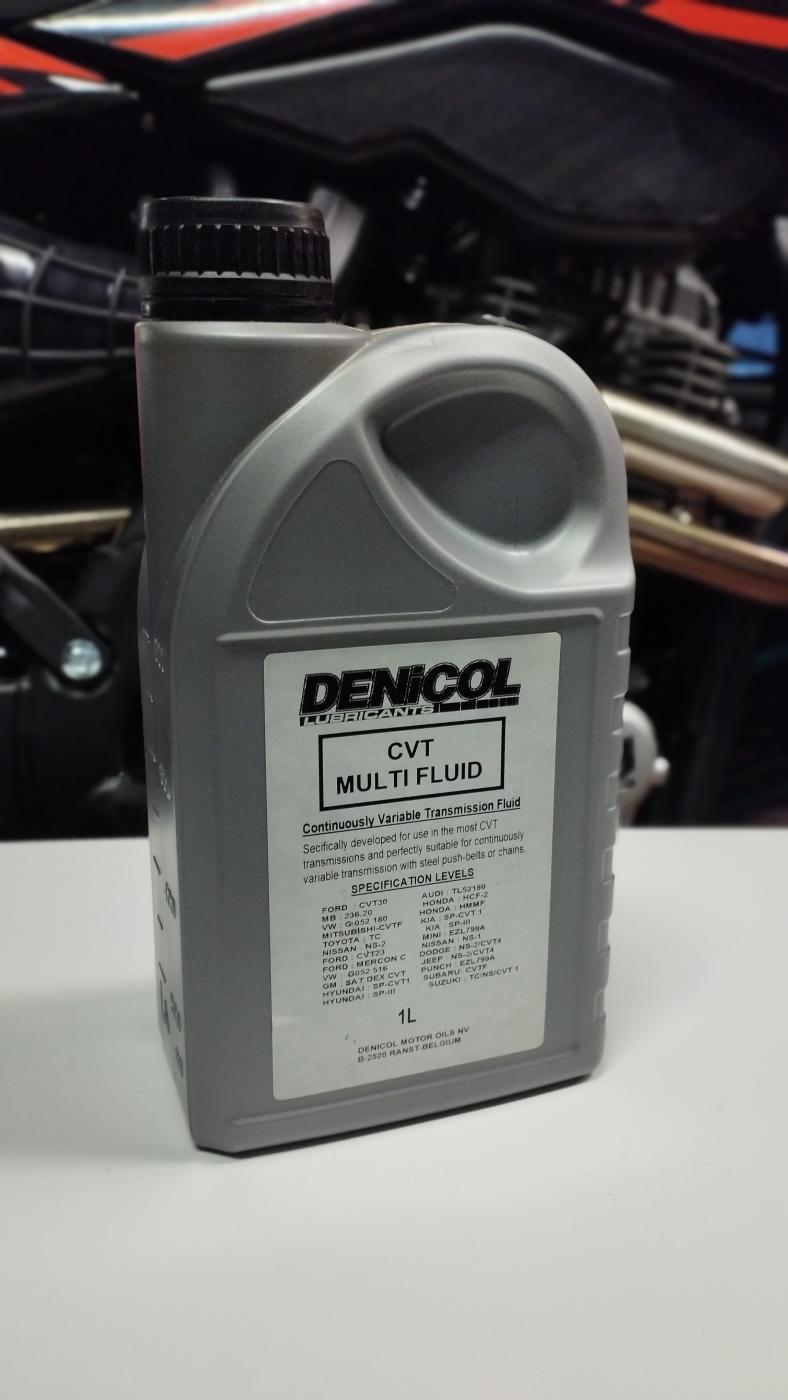 DENiCOL
LUBRICANTS
CVT
MULTI FLUID
Continuously Variable Transmission Fluid
Secifically developed for use in the most CVT
transmissions and perfectly suitable for continuously
variable transmission with steel push-belts or chains.
SPECIFICATION LEVELS
FORD : CVT30
MB : 236.20
VW : G 052 180
MITSUBISHI-CVTF
TOYOTA : TC
NISSAN : NS-2
FORD : CVT23
FORD : MERCON C
VW : G052 516
GM : SAT DEX CVT
HYUNDAI : SP-CVT1
HYUNDAI : SP-III
AUDI : TL52180
HONDA : HCF-2
HONDA : HMMF
KIA : SP-CVT 1
KIA : SP-III
MINI : EZL799A
NISSAN : NS-1
DODGE : NS-2/CVT4
JEEP : NS-2/CVT4
PUNCH : EZL799A
SUBARU: CVTF
SUZUKI : TC/NS/CVT 1
1L
DENICOL MOTOR OILS NV
B-2520 RANST-BELGIUM